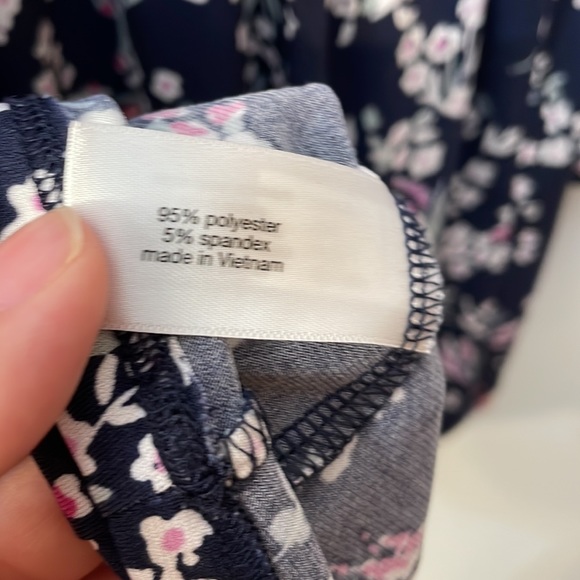 95% polyester
5% spandex
made in Vietnam